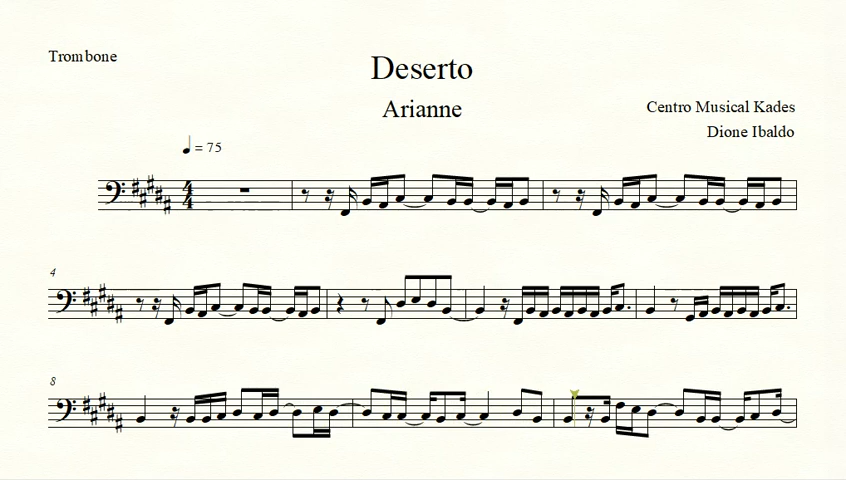 Trombone
Deserto
Arianne
Centro Musical Kades
Dione Ibaldo
= 75
4
4
4
8